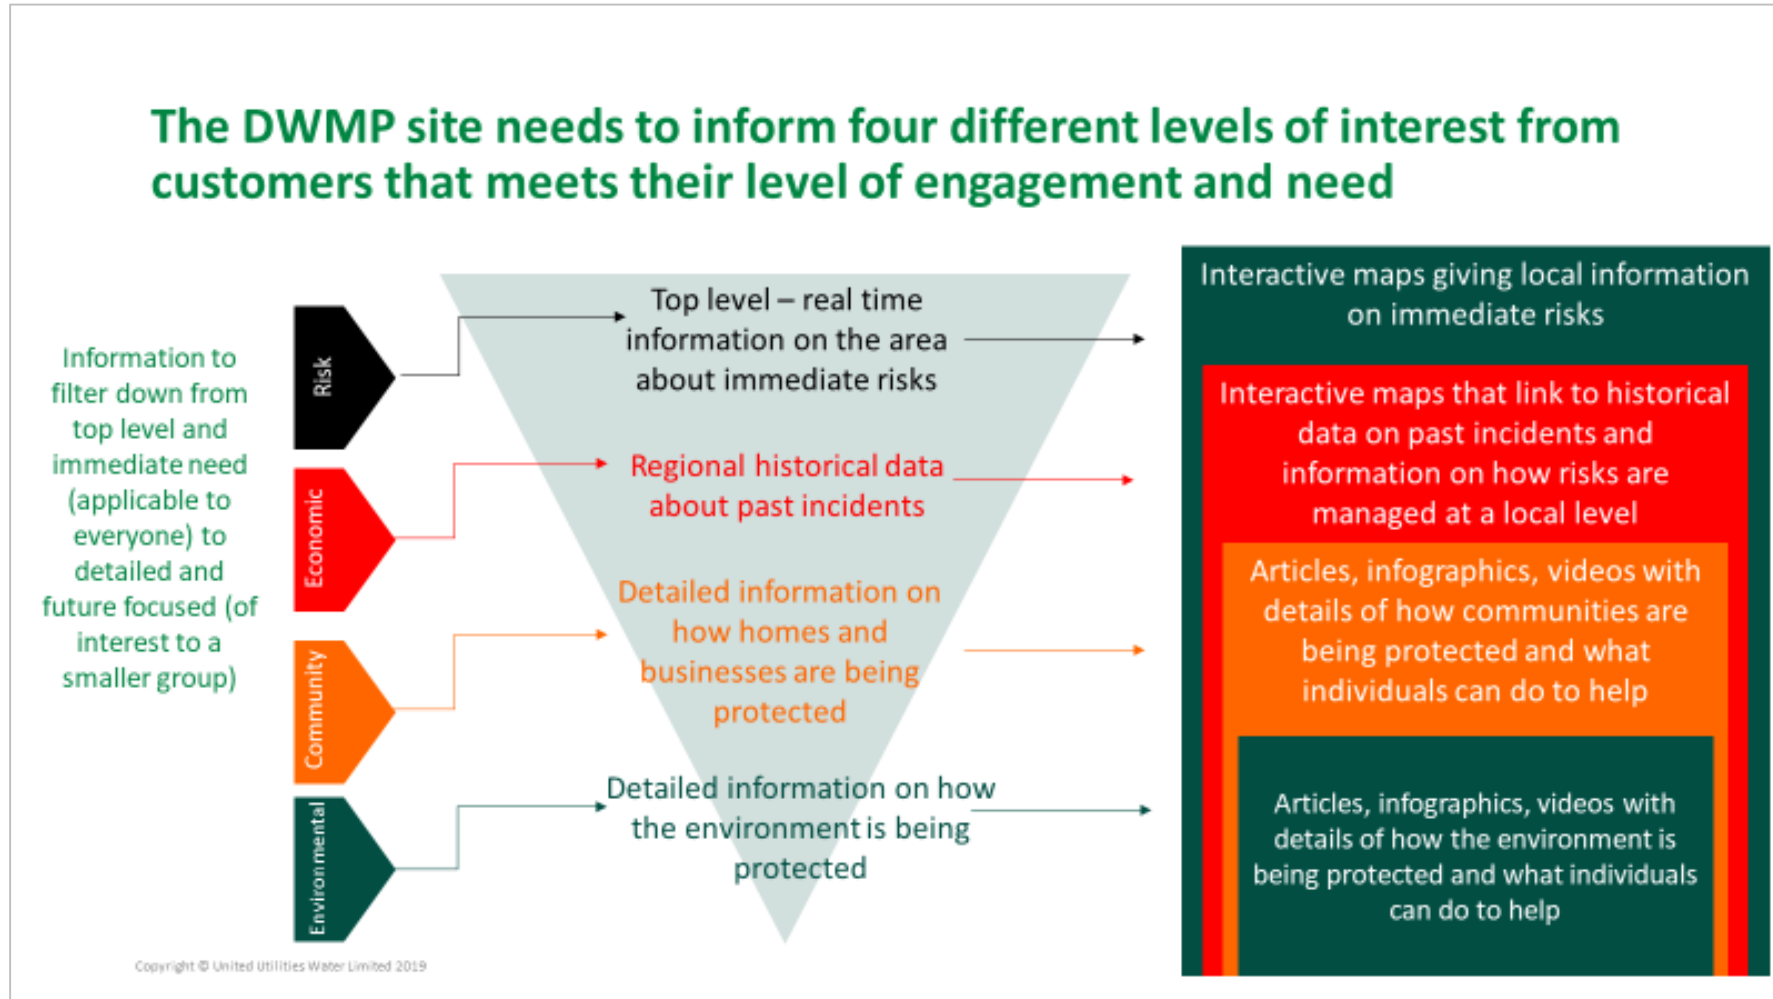 The DWMP site needs to inform four different levels of interest from
customers that meets their level of engagement and need
Information to
filter down from
top level and
immediate need
(applicable to
everyone) to
detailed and
future focused (of
interest to a
smaller group)
Risk
Economic
Community
Environmental
Top level – real time
information on the area
about immediate risks
Regional historical data
about past incidents
Detailed information on
how homes and
businesses are being
protected
Detailed information on how
the environment is being
protected
Interactive maps giving local information
on immediate risks
Interactive maps that link to historical
data on past incidents and
information on how risks are
managed at a local level
Articles, infographics, videos with
details of how communities are
being protected and what
individuals can do to help
Articles, infographics, videos with
details of how the environment is
being protected and what individuals
can do to help
Copyright © United Utilities Water Limited 2019